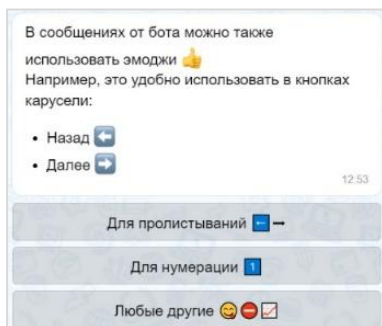 В сообщениях от бота можно также
использовать эмоджи 👍
Например, это удобно использовать в кнопках
карусели:
• Назад ⬅️
• Далее ➡️
12:53
Для пролистываний ⬅️➡
Для нумерации 1️
Любые другие 😋⛔📈